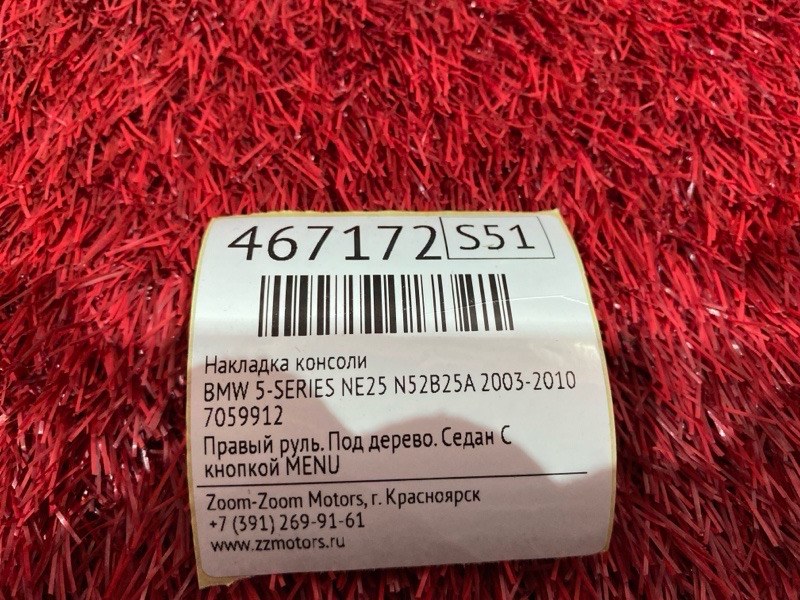 467172 S51
Накладка консоли
BMW 5-SERIES NE25 N52B25A 2003-2010
7059912
Правый руль. Под дерево. Седан С
кнопкой MENU
Zoom-Zoom Motors, г. Красноярск
+7 (391) 269-91-61
www.zzmotors.ru